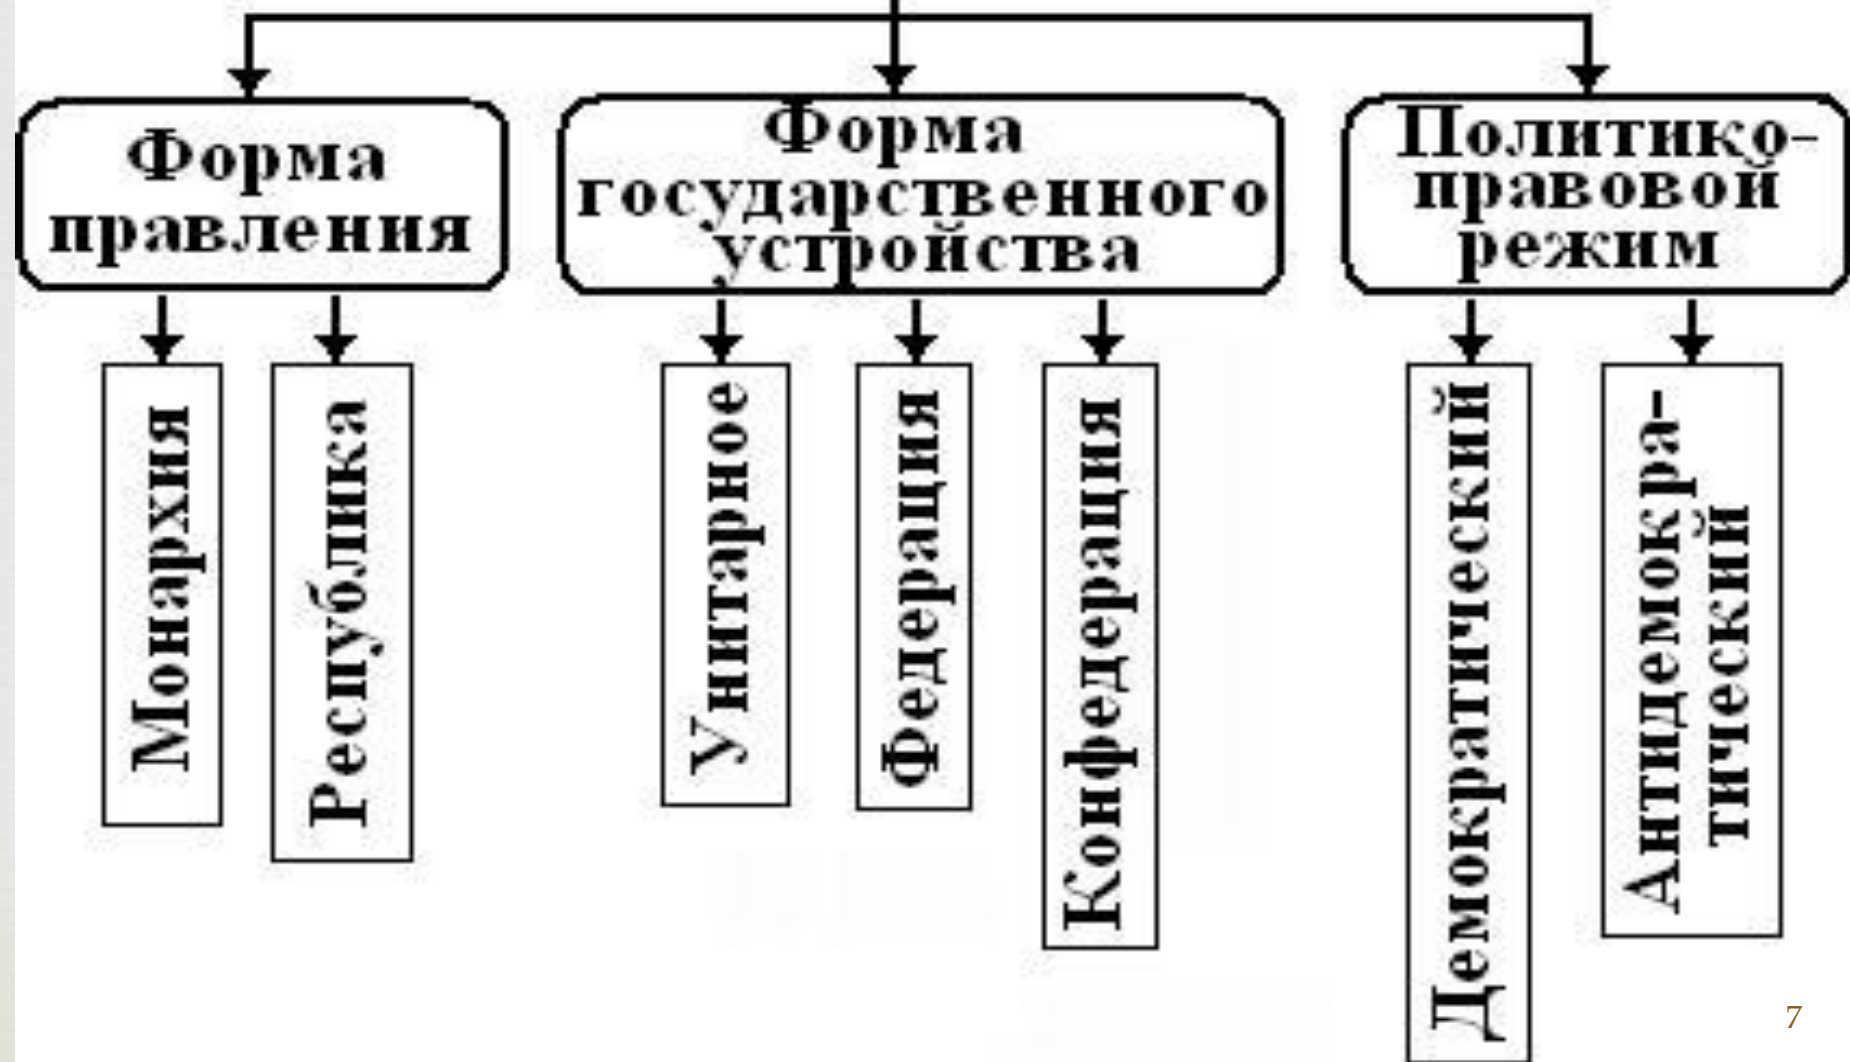 Форма
правления
Форма
государственного
устройства
Политико-
правовой
режим
Монархия
Республика
Унитарное
Федерация
Конфедерация
Демократический
Антидемокра-
тический
7